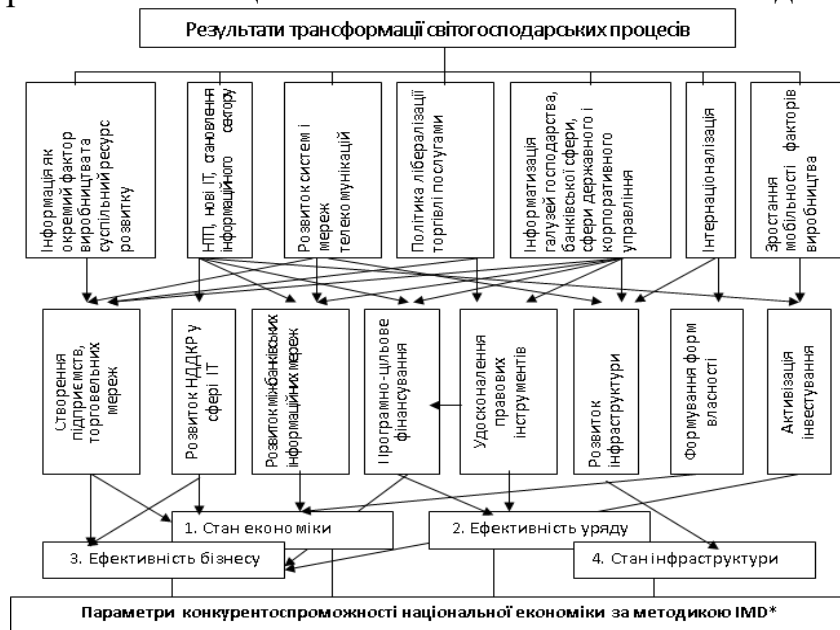 Результати трансформації світогосподарських процесів
Інформація як
окремий фактор
виробництва та
суспільний ресурс
розвитку
НТП, нові ІТ, становлення
інформаційного сектору
Розвиток систем і
мереж
телекомунікацій
Політика лібералізації
торгівлі послугами
Інформатизація
галузей господарства,
банківської сфери,
сфери державного і
корпоративного
управління
Інтернаціоналізація
Зростання
мобільності факторів
виробництва
Створення
підприємств,
торговельних
мереж
Розвиток НДДКР у
сфері ІТ
Розвиток міжбанківських
інформаційних мереж
Програмно-цільове
фінансування
Удосконалення
правових
інструментів
Розвиток
інфраструктури
Формування форм
власності
Активізація
інвестування
1. Стан економіки
2. Ефективність уряду
3. Ефективність бізнесу
4. Стан інфраструктури
Параметри конкурентоспроможності національної економіки за методикою IMD*